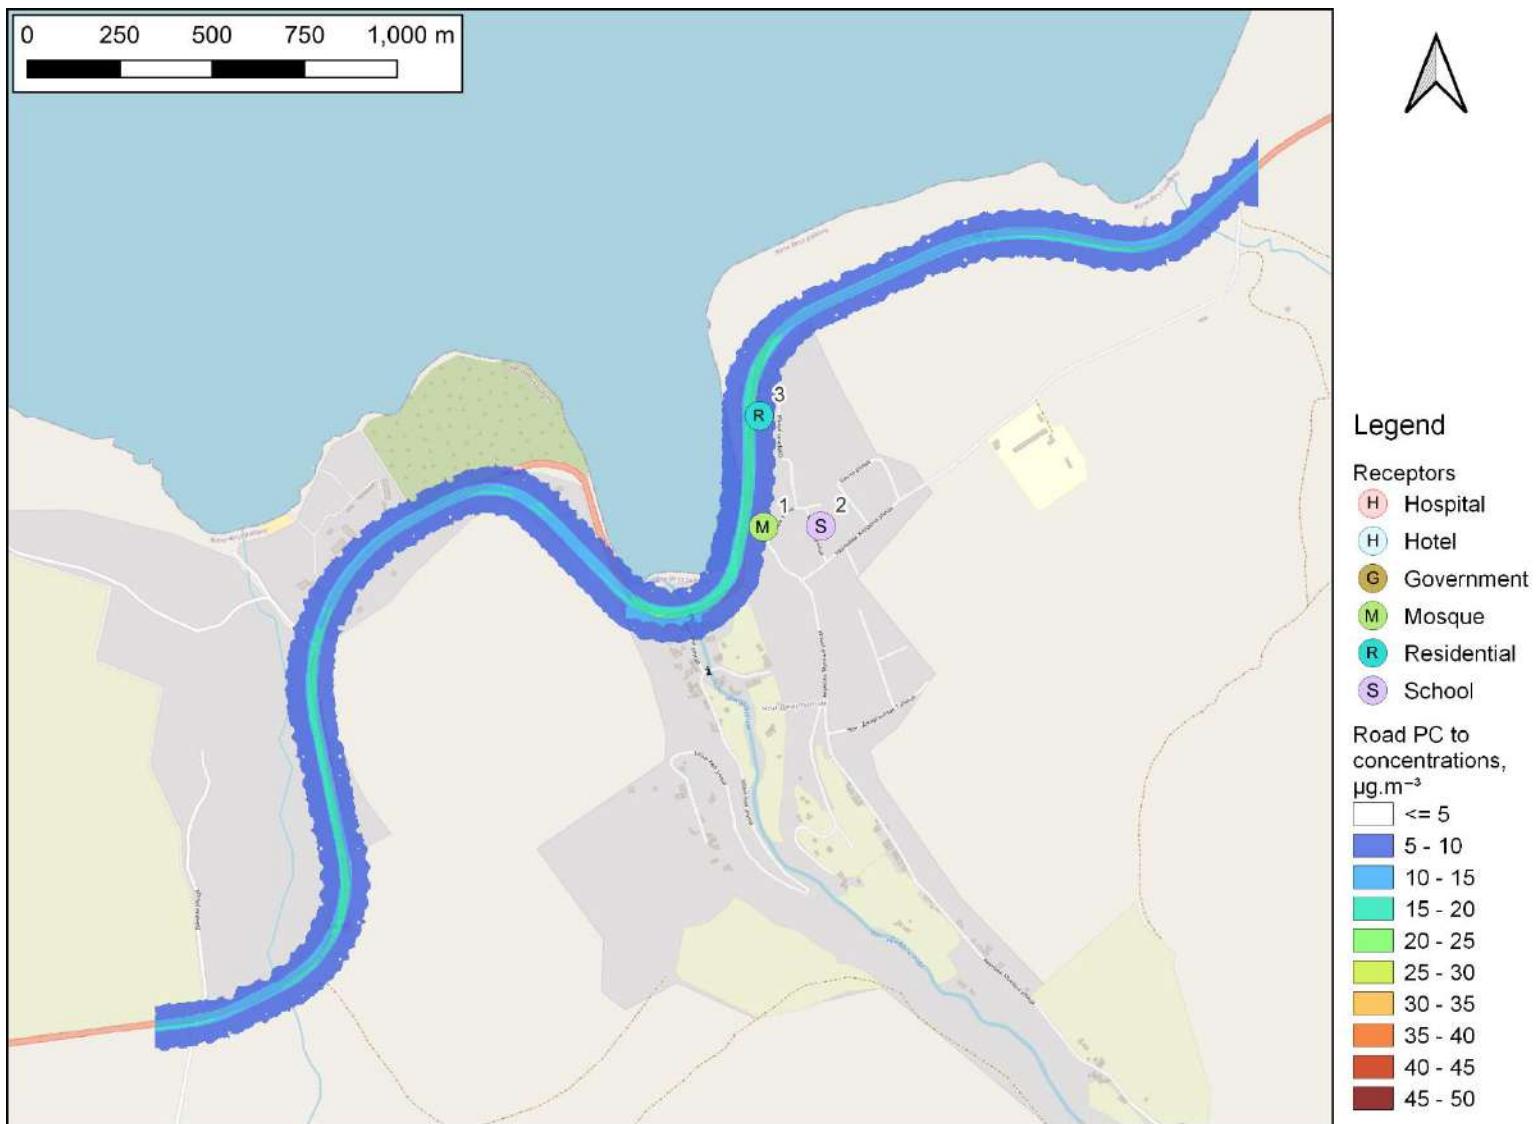 0 250 500 750 1,000 m
3
R
1
2
M
S
Legend
Receptors
H Hospital
H Hotel
G Government
M Mosque
R Residential
S School
Road PC to
concentrations,
µg.m⁻³
<= 5
5 - 10
10 - 15
15 - 20
20 - 25
25 - 30
30 - 35
35 - 40
40 - 45
45 - 50